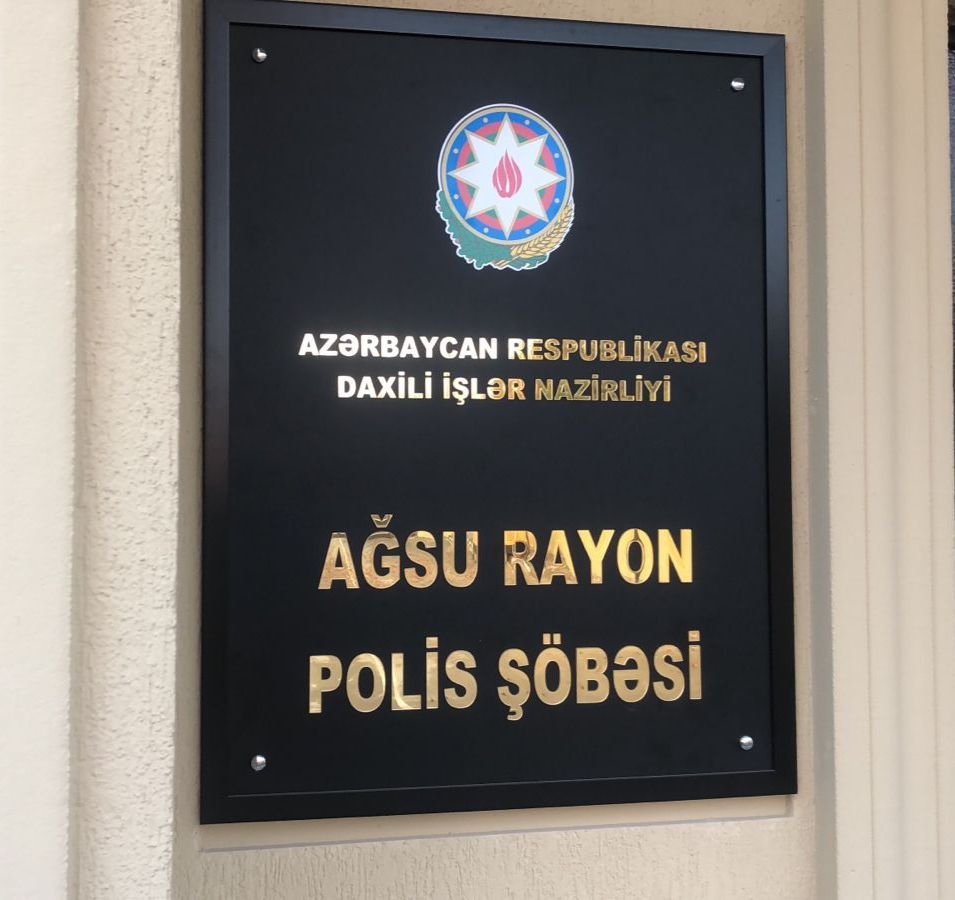 AZƏRBAYCAN RESPUBLİKASI
DAXİLİ İŞLƏR NAZİRLİYİ
AĞSU RAYON
POLİS ŞÖBƏSİ